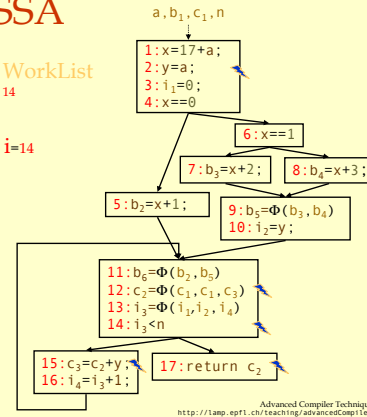 SSA
a,b1,c1,n
WorkList
14
i=14
1:x=17+a;
2:y=a;
3:i1=0;
4:x==0
6:x==1
7:b3=x+2;
8:b4=x+3;
5:b2=x+1;
9:b5=Φ(b3,b4)
10:i2=y;
11:b6=Φ(b2,b5)
12:c2=Φ(c1,c1,c3)
13:i3=Φ(i1,i2,i4)
14:i3<n
15:c3=c2+y;
16:i4=i3+1;
17:return c2
Advanced Compiler Techniqu
http://lamp.epfl.ch/teaching/advancedCompile